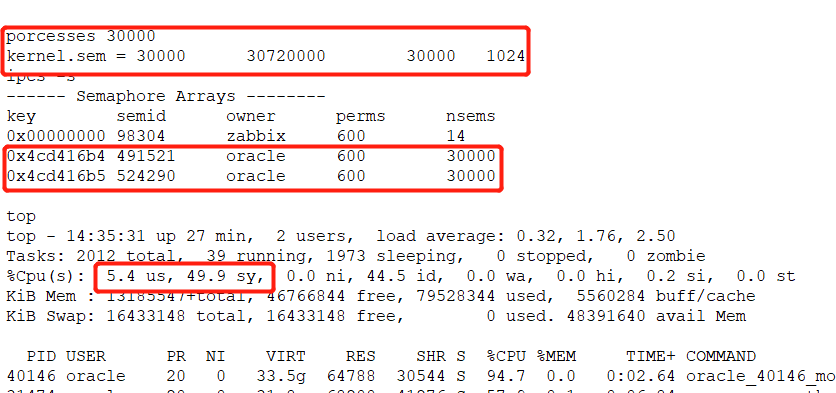 porcesses 30000
kernel.sem = 30000 30720000 30000 1024
ipcs -s
------ Semaphore Arrays --------
key semid owner perms nsems
0x00000000 98304 zabbix 600 14
0x4cd416b4 491521 oracle 600 30000
0x4cd416b5 524290 oracle 600 30000
top
top - 14:35:31 up 27 min, 2 users, load average: 0.32, 1.76, 2.50
Tasks: 2012 total, 39 running, 1973 sleeping, 0 stopped, 0 zombie
%Cpu(s): 5.4 us, 49.9 sy, 0.0 ni, 44.5 id, 0.0 wa, 0.0 hi, 0.2 si, 0.0 st
KiB Mem : 13185547+total, 46766844 free, 79528344 used, 5560284 buff/cache
KiB Swap: 16433148 total, 16433148 free, 0 used. 48391640 avail Mem
PID USER PR NI VIRT RES SHR S %CPU %MEM TIME+ COMMAND
40146 oracle 20 0 33.5g 64788 30544 S 94.7 0.0 0:02.64 oracle_40146_mo